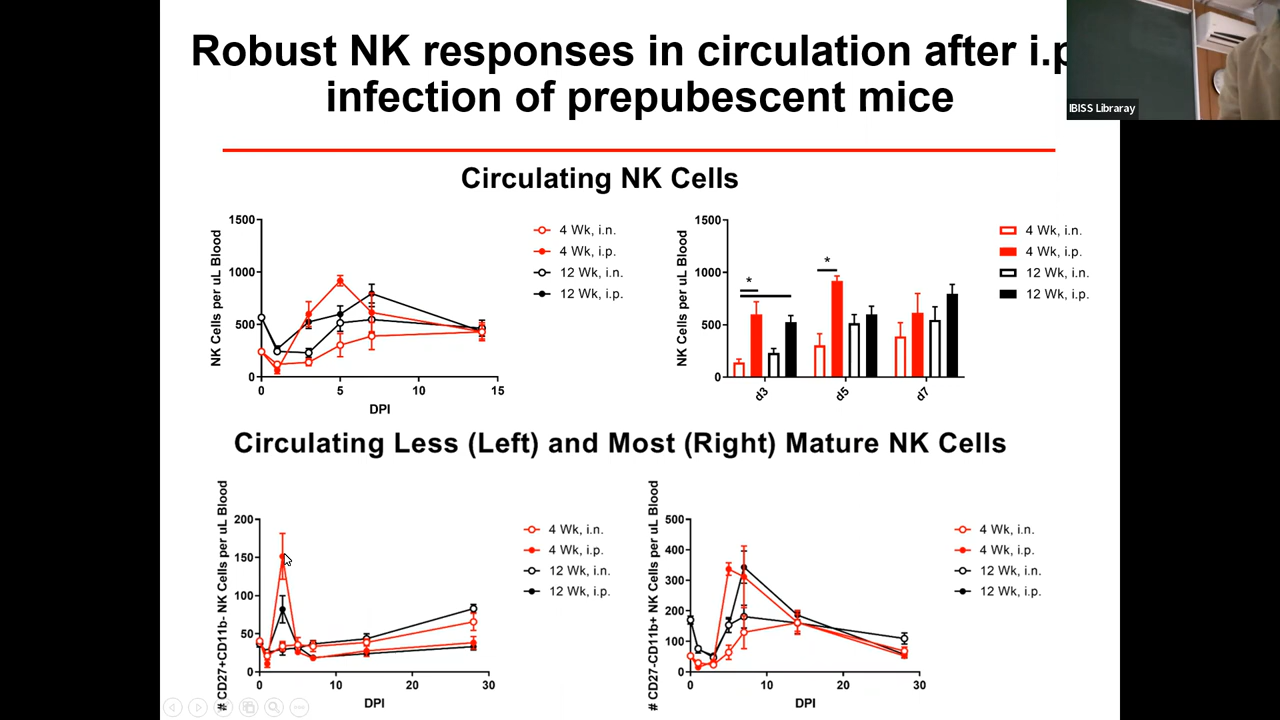 Robust NK responses in circulation after i.p
infection of prepubescent mice
IBISS Libraray
Circulating NK Cells
NK Cells per uL Blood
1500
1000
500
0
0
5
10
15
DPI
4 Wk, i.n.
4 Wk, i.p.
12 Wk, i.n.
12 Wk, i.p.
NK Cells per uL Blood
1500
1000
500
0
*
*
d3
d5
d7
4 Wk, i.n.
4 Wk, i.p.
12 Wk, i.n.
12 Wk, i.p.
Circulating Less (Left) and Most (Right) Mature NK Cells
# CD27+CD11b- NK Cells per uL Blood
200
150
100
50
0
0
10
20
30
DPI
4 Wk, i.n.
4 Wk, i.p.
12 Wk, i.n.
12 Wk, i.p.
# CD27-CD11b+ NK Cells per uL Blood
500
400
300
200
100
0
0
10
20
30
DPI
4 Wk, i.n.
4 Wk, i.p.
12 Wk, i.n.
12 Wk, i.p.